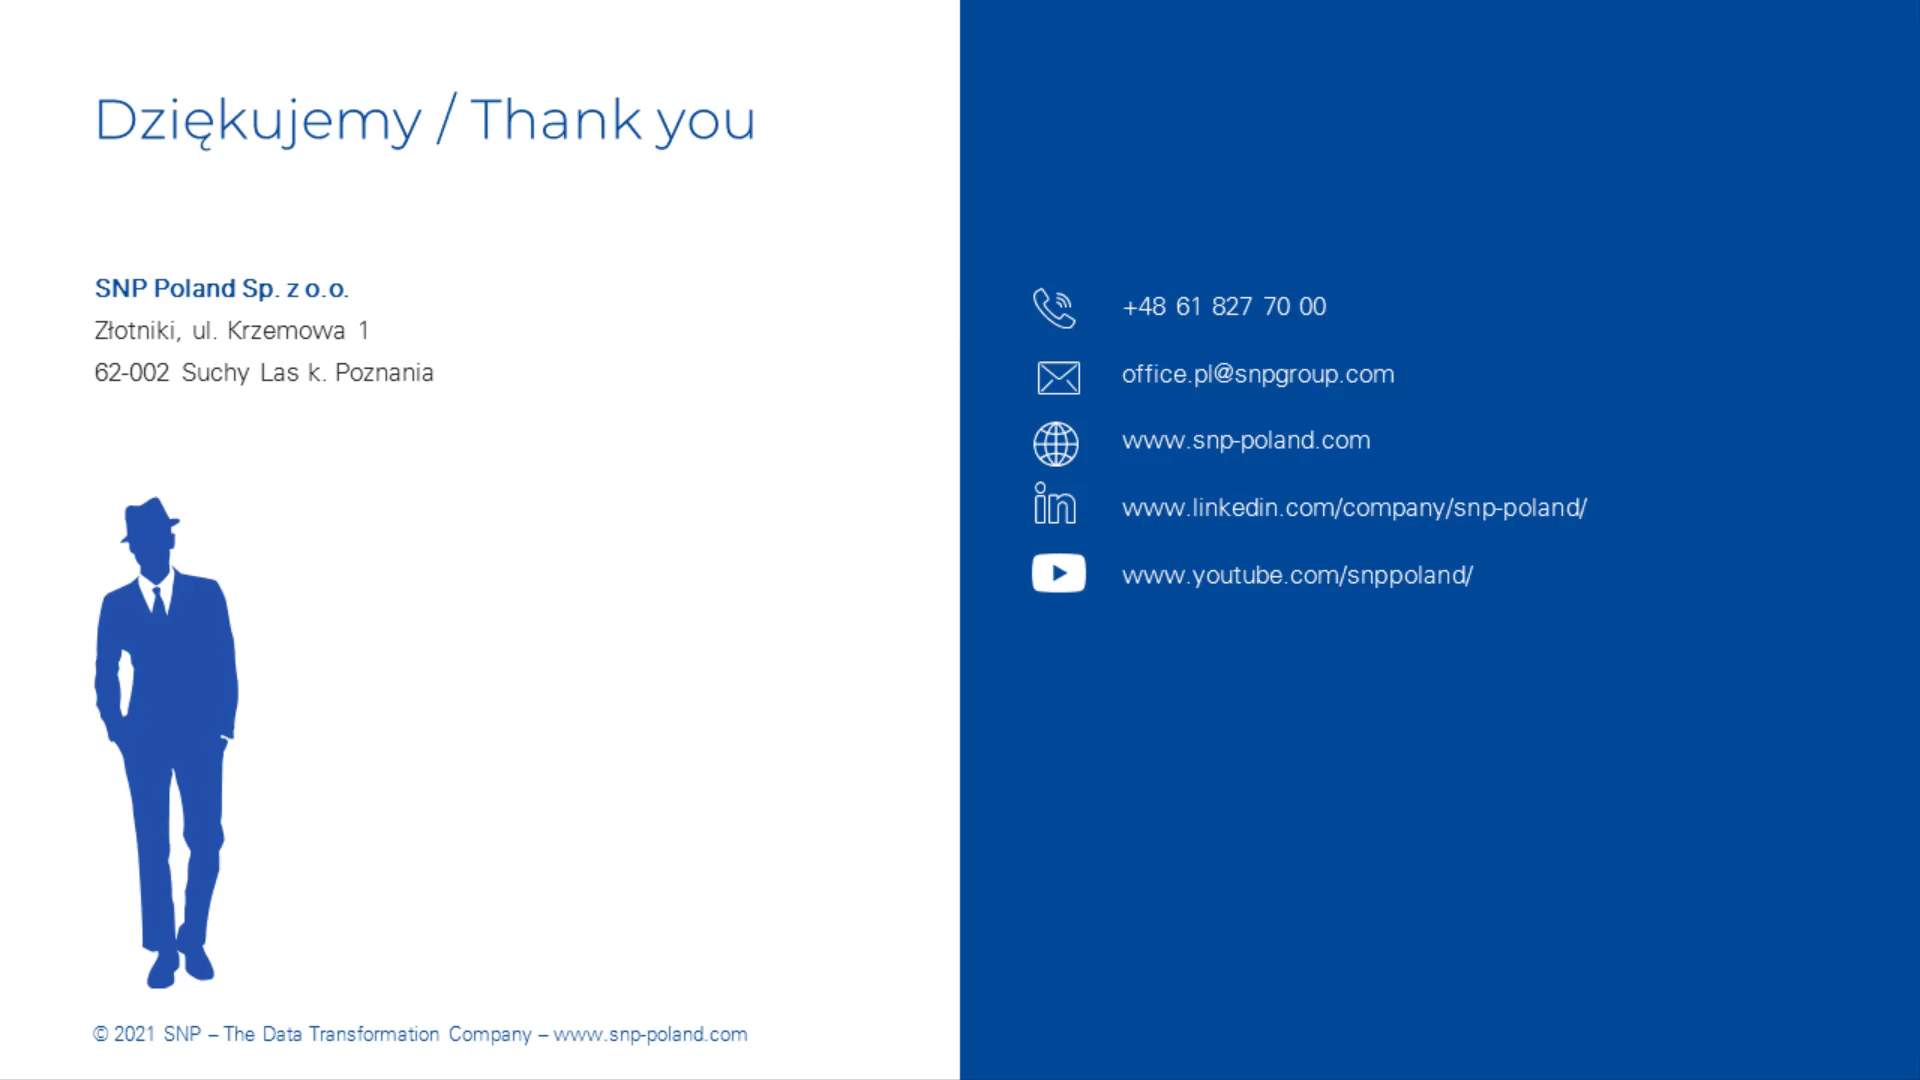 Dziękujemy / Thank you
SNP Poland Sp. z o.o.
Złotniki, ul. Krzemowa 1
62-002 Suchy Las k. Poznania
+48 61 827 70 00
office.pl@snpgroup.com
www.snp-poland.com
in
www.linkedin.com/company/snp-poland/
www.youtube.com/snppoland/
© 2021 SNP – The Data Transformation Company – www.snp-poland.com